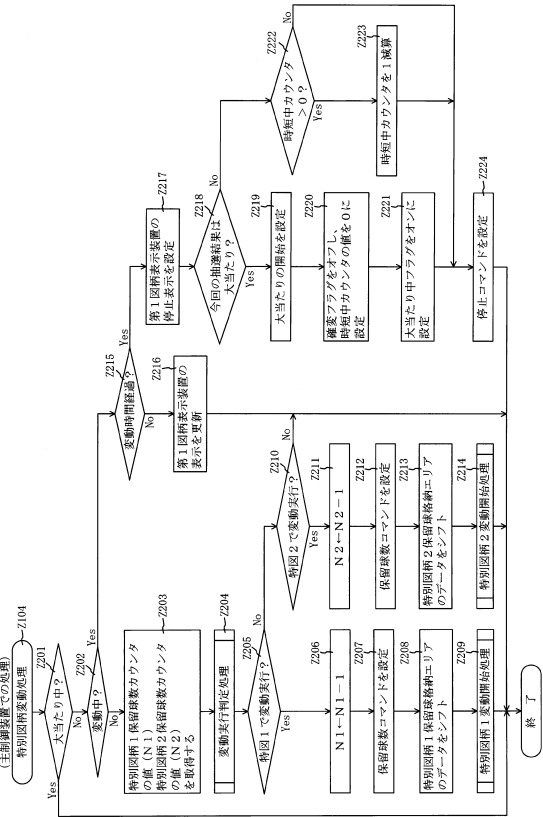 (主制御装置での処理)
特別図柄変動処理
Z104
大当たり中?
Z201
Yes
No
変動中?
Z202
Yes
No
特別図柄1保留球数カウンタ
の値(N1)
特別図柄2保留球数カウンタ
の値(N2)
を取得する
Z203
変動実行判定処理
Z204
特図1で変動実行?
Z205
No
Yes
N1←N1-1
Z206
保留球数コマンドを設定
Z207
特別図柄1保留球格納エリア
のデータをシフト
Z208
特別図柄1変動開始処理
Z209
特図2で変動実行?
Z210
No
Yes
N2←N2-1
Z211
保留球数コマンドを設定
Z212
特別図柄2保留球格納エリア
のデータをシフト
Z213
特別図柄2変動開始処理
Z214
変動時間経過?
Z215
Yes
No
第1図柄表示装置の
表示を更新
Z216
第1図柄表示装置の
停止表示を設定
Z217
今回の抽選結果は
大当たり?
Z218
No
Yes
大当たりの開始を設定
Z219
確変フラグをオフし、
時短中カウンタの値を0に
設定
Z220
大当たり中フラグをオンに
設定
Z221
時短中カウンタ
>0?
Z222
No
Yes
時短中カウンタを1減算
Z223
停止コマンドを設定
Z224
終了